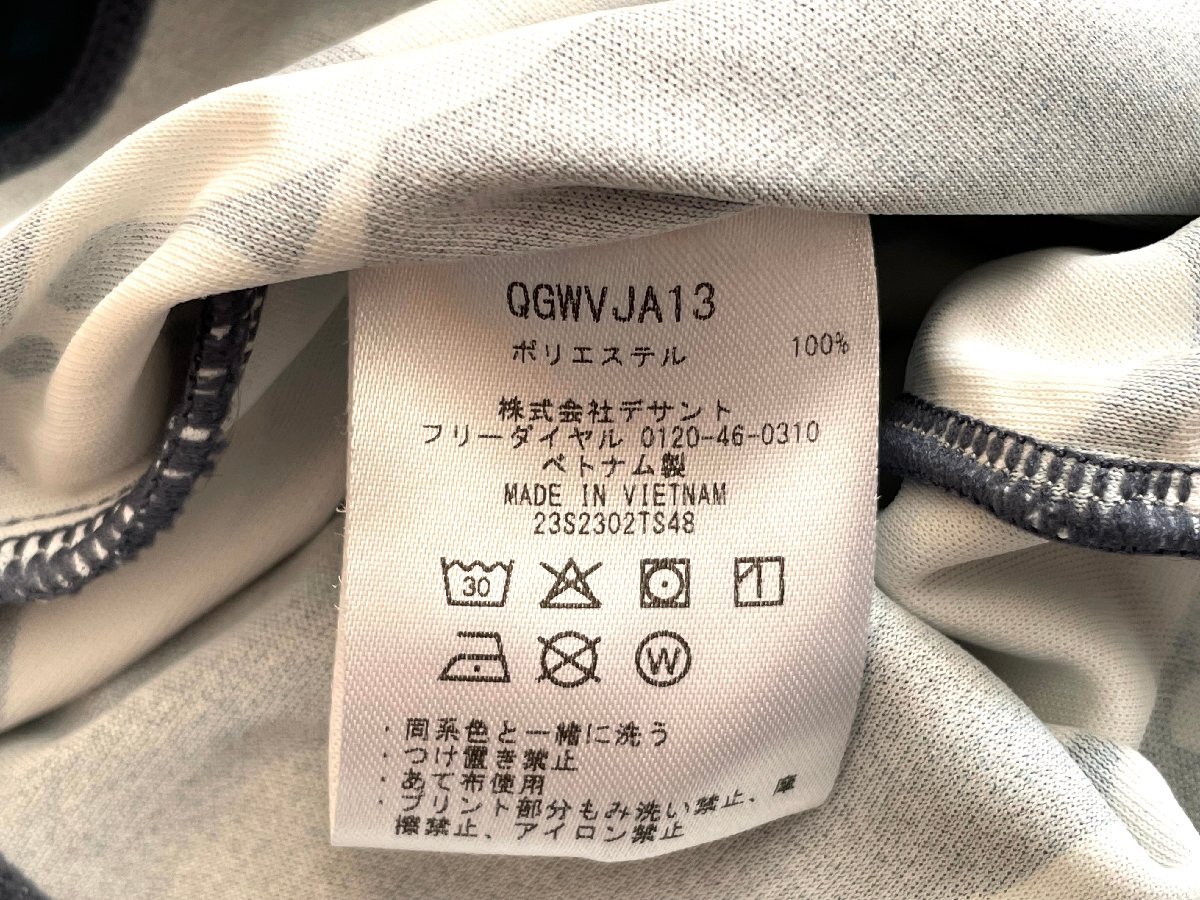 QGWVJA13
ポリエステル 100%
株式会社デサント
フリーダイヤル 0120-46-0310
ベトナム製
MADE IN VIETNAM
23S2302TS48
30
W
・同系色と一緒に洗う
・つけ置き禁止
・あて布使用
・プリント部分もみ洗い禁止、摩
擦禁止、アイロン禁止